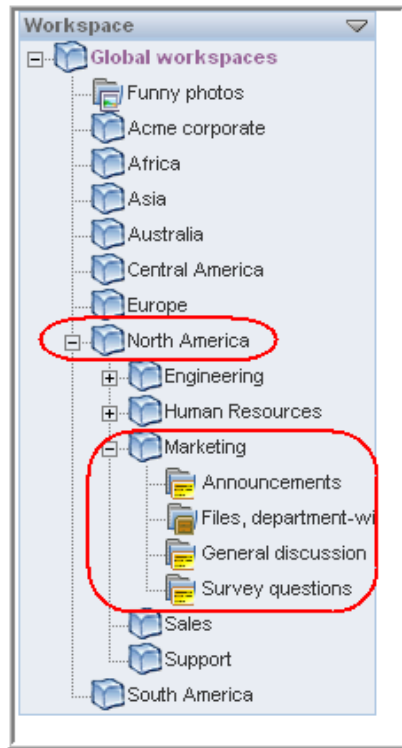 Workspace
Global workspaces
Funny photos
Acme corporate
Africa
Asia
Australia
Central America
Europe
North America
Engineering
Human Resources
Marketing
Announcements
Files, department-wi
General discussion
Survey questions
Sales
Support
South America